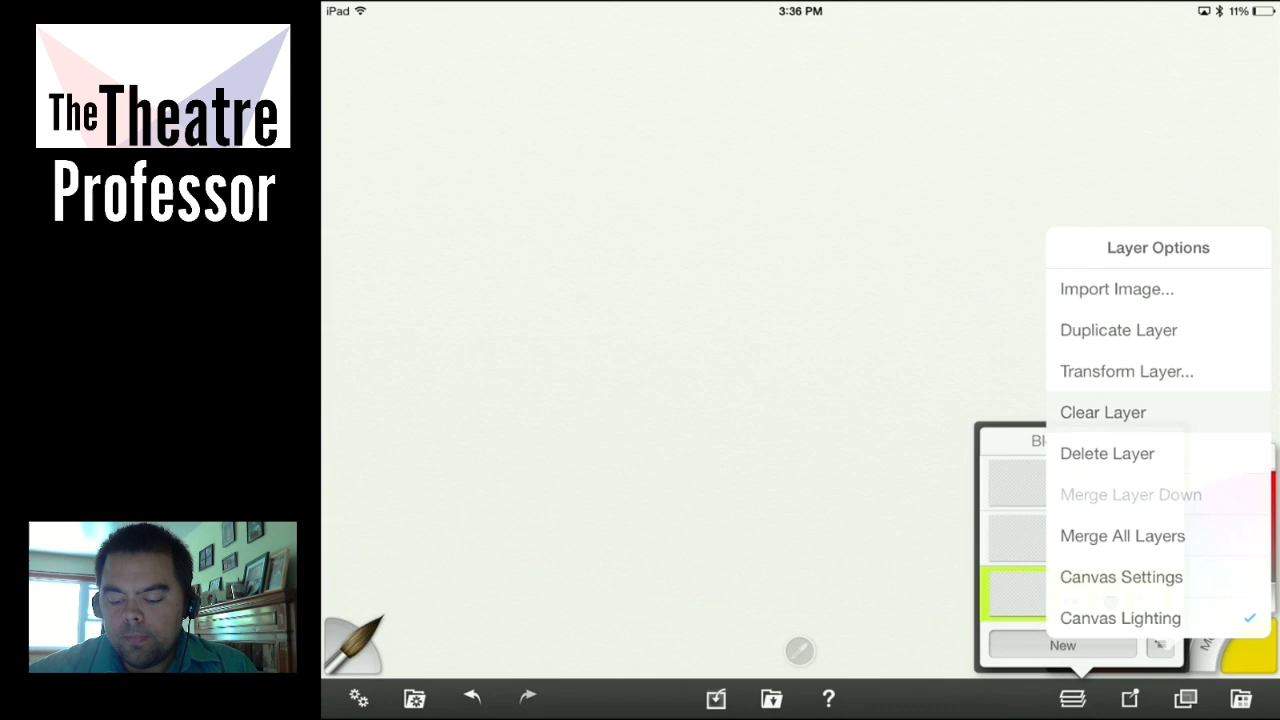 The Theatre
Professor
iPad
3:36 PM
11%
Layer Options
Import Image...
Duplicate Layer
Transform Layer...
Clear Layer
Delete Layer
Merge Layer Down
Merge All Layers
Canvas Settings
Canvas Lighting
New
?